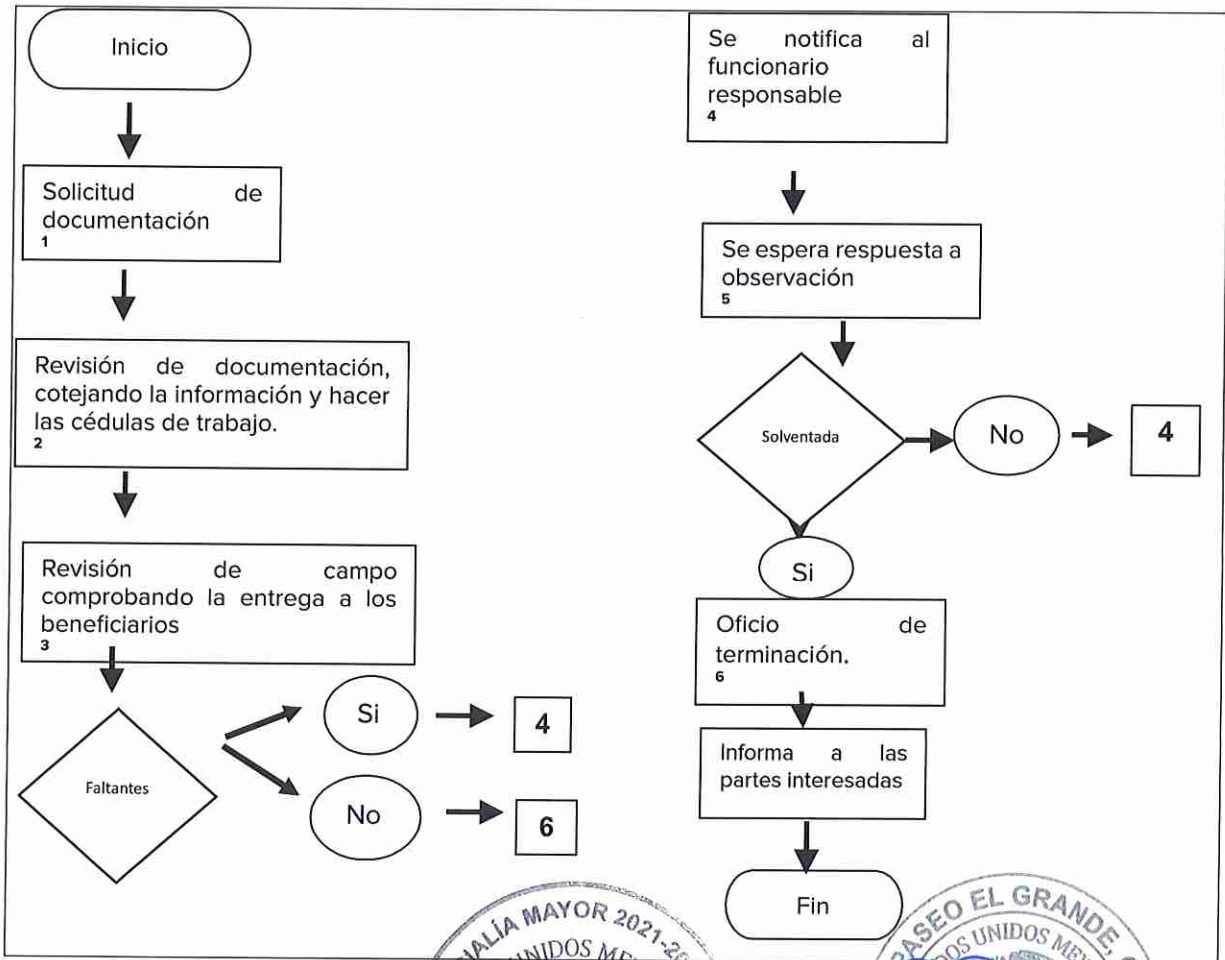 Inicio
Solicitud de
documentación
1
Revisión de documentación,
cotejando la información y hacer
las cédulas de trabajo.
2
Revisión de campo
comprobando la entrega a los
beneficiarios
3
Faltantes
Si
4
No
6
Se notifica al
funcionario
responsable
4
Se espera respuesta a
observación
5
Solventada
No
4
Si
Oficio de
terminación.
6
Informa a las
partes interesadas
Fin
MAYOR 2021-
UNIDOS
EL GRANDE,
UNIDOS